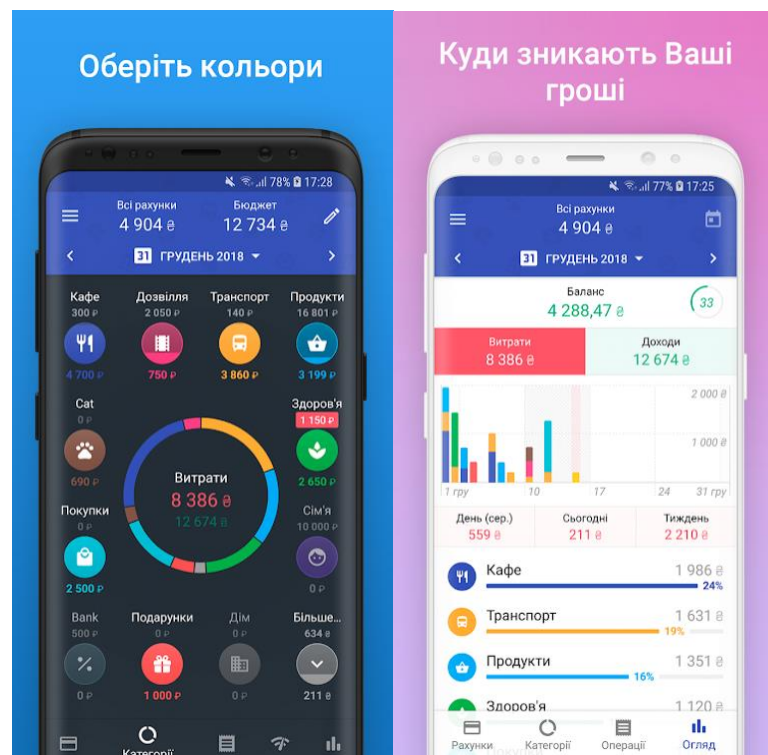 Оберіть кольори
78% 17:28
Всі рахунки Бюджет
4 904 ₴ 12 734 ₴
31 ГРУДЕНЬ 2018
Кафе Дозвілля Транспорт Продукти
300 ₽ 2 050 ₽ 140 ₽ 16 801 ₽
4 700 ₽ 750 ₽ 3 860 ₽ 3 199 ₽
Cat Здоров'я
0 ₽ 1 150 ₽
690 ₽ 2 650 ₽
Витрати
8 386 ₴
12 674 ₴
Покупки Сім'я
0 ₽ 10 000 ₽
2 500 ₽ 0 ₽
Bank Подарунки Дім Більше...
500 ₽ 0 ₽ 0 ₽ 634 ₴
0 ₽ 1 000 ₽ 0 ₽ 211 ₴
Категорії
Куди зникають Ваші
гроші
77% 17:25
Всі рахунки
4 904 ₴
31 ГРУДЕНЬ 2018
Баланс
4 288,47 ₴
33
Витрати Доходи
8 386 ₴ 12 674 ₴
2 000 ₴
1 000 ₴
1 гру 10 17 24 31 гру
День (сер.) Сьогодні Тиждень
559 ₴ 211 ₴ 2 210 ₴
Кафе 1 986 ₴
24%
Транспорт 1 631 ₴
19%
Продукти 1 351 ₴
16%
Здоров'я 1 120 ₴
Рахунки Категорії Операції Огляд